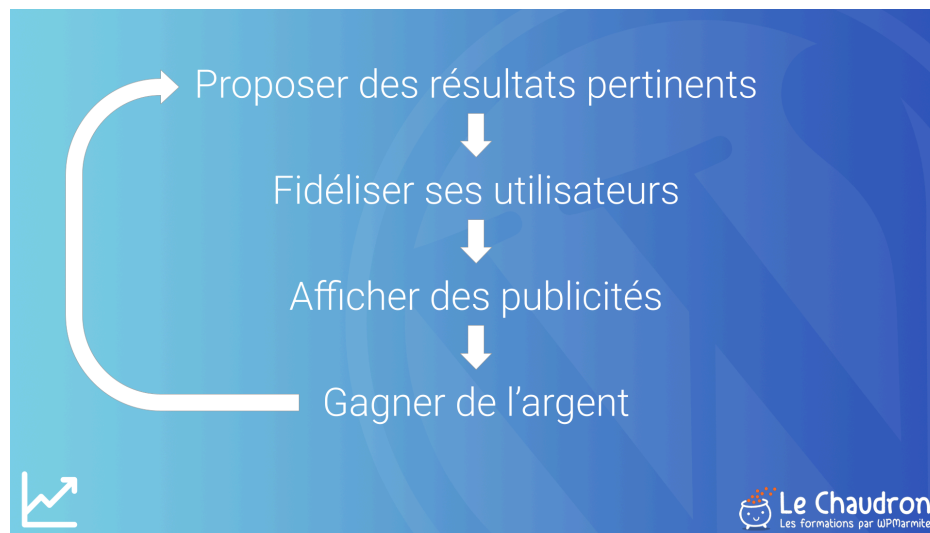 Proposer des résultats pertinents
Fidéliser ses utilisateurs
Afficher des publicités
Gagner de l’argent
Le Chaudron
Les formations par WPMarmite